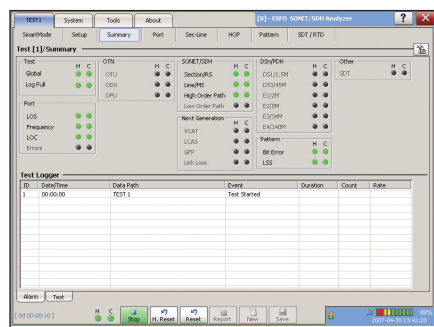 TEST1 System Tools About [0] - EXFO SONET/SDH Analyzer ? X
SmartMode Setup Summary Port Sec-Line HOP Pattern SDT / RTD
Test [1]/Summary
Test H C
Global
Log Full
Port
LOS
Frequency
LOC
Errors
OTN H C
OTU
ODU
OPU
SONET/SDH H C
Section/RS
Line/MS
High Order Path
Low Order Path
Next Generation H C
VCAT
LCAS
GFP
Link Loss
DSn/PDH H C
DS1/1.5M
DS3/45M
E1/2M
E2/8M
E3/34M
E4/140M
Pattern H C
Bit Error
LSS
Other H C
SDT
Test Logger
ID Date/Time Data Path Event Duration Count Rate
1 00:00:00 TEST 1 Test Started
Alarm Test
[ 0d 00:00:10 ] H C Stop H. Reset Reset Report New Save 88%
2007-04-30 13:42:20